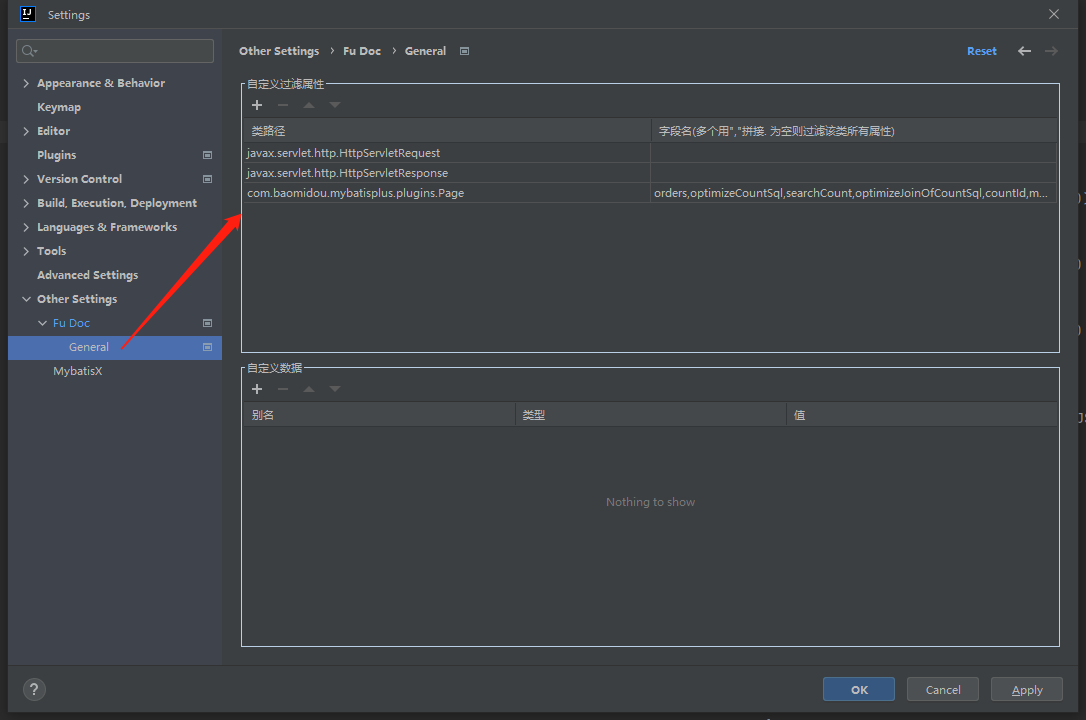 Settings
Other Settings › Fu Doc › General
Reset
Appearance & Behavior
Keymap
Editor
Plugins
Version Control
Build, Execution, Deployment
Languages & Frameworks
Tools
Advanced Settings
Other Settings
Fu Doc
General
MybatisX
自定义过滤属性
类路径 字段名(多个用","拼接. 为空则过滤该类所有属性)
javax.servlet.http.HttpServletRequest
javax.servlet.http.HttpServletResponse
com.baomidou.mybatisplus.plugins.Page orders,optimizeCountSql,searchCount,optimizeJoinOfCountSql,countId,m...
自定义数据
别名 类型 值
Nothing to show
?
OK Cancel Apply